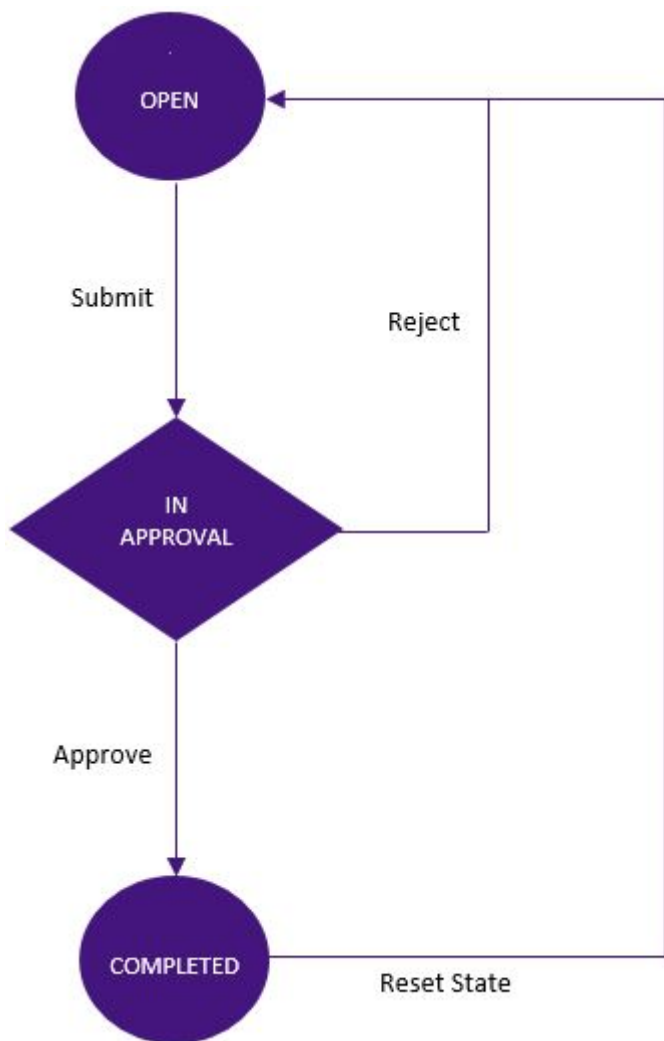 OPEN
Submit
Reject
IN
APPROVAL
Approve
COMPLETED
Reset State